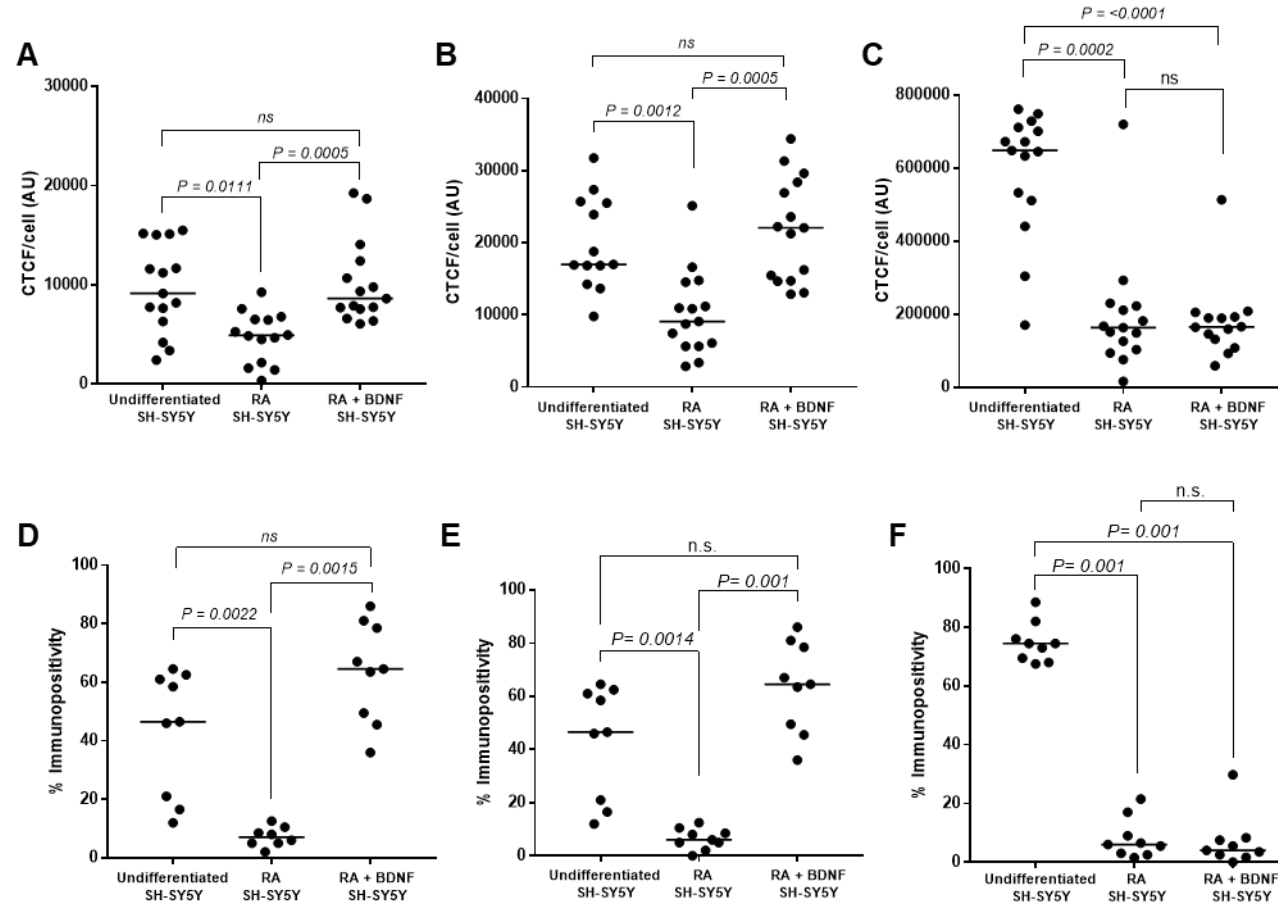 A
30000
20000
10000
0
CTCF/cell (AU)
ns
P = 0.0005
P = 0.0111
Undifferentiated
SH-SY5Y
RA
SH-SY5Y
RA + BDNF
SH-SY5Y
B
40000
30000
20000
10000
0
CTCF/cell (AU)
ns
P = 0.0005
P = 0.0012
Undifferentiated
SH-SY5Y
RA
SH-SY5Y
RA + BDNF
SH-SY5Y
C
800000
600000
400000
200000
0
CTCF/cell (AU)
P = <0.0001
P = 0.0002
ns
Undifferentiated
SH-SY5Y
RA
SH-SY5Y
RA + BDNF
SH-SY5Y
D
100
80
60
40
20
0
% Immunopositivity
ns
P = 0.0015
P = 0.0022
Undifferentiated
SH-SY5Y
RA
SH-SY5Y
RA + BDNF
SH-SY5Y
E
100
80
60
40
20
0
% Immunopositivity
n.s.
P= 0.001
P= 0.0014
Undifferentiated
SH-SY5Y
RA
SH-SY5Y
RA + BDNF
SH-SY5Y
F
100
80
60
40
20
0
% Immunopositivity
n.s.
P= 0.001
P= 0.001
Undifferentiated
SH-SY5Y
RA
SH-SY5Y
RA + BDNF
SH-SY5Y